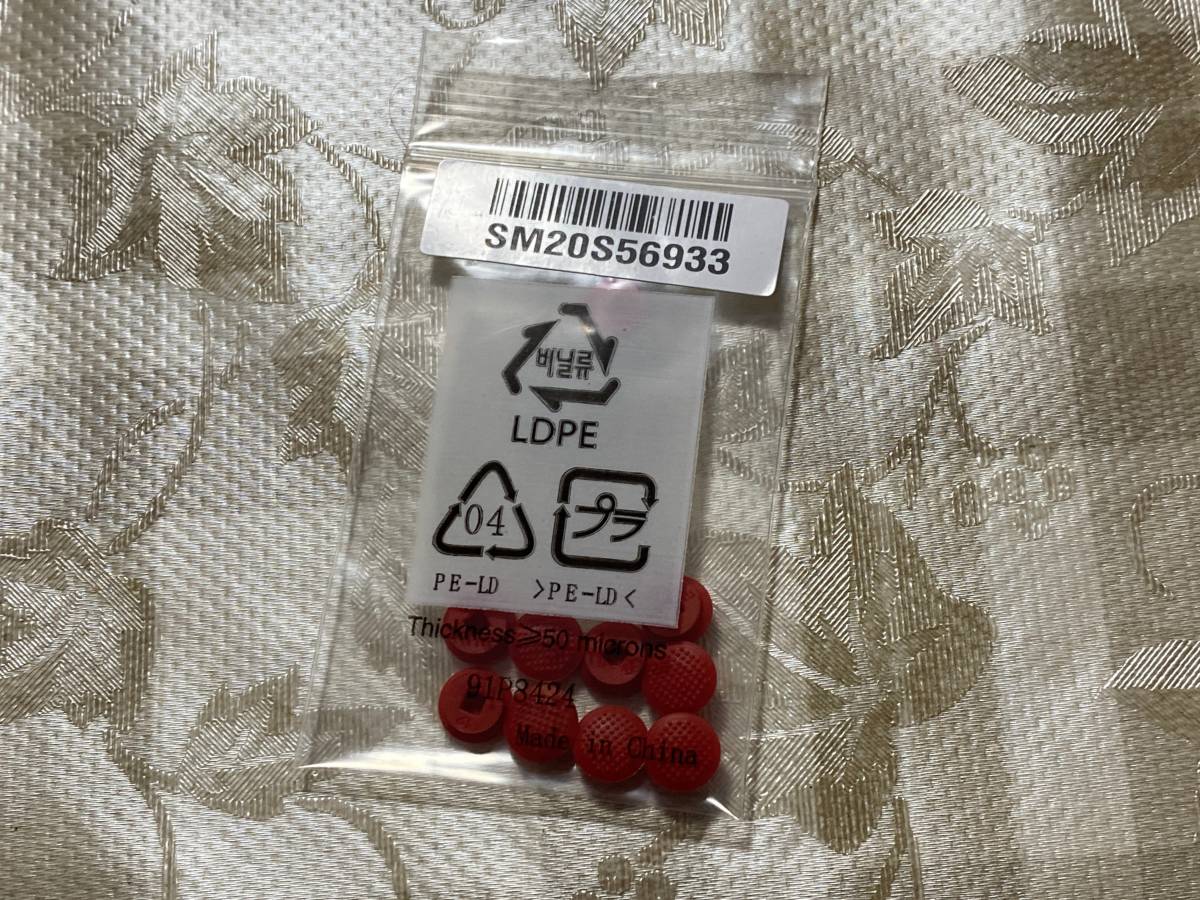 SM20S56933
비닐류
LDPE
04
プラ
PE-LD >PE-LD<
Thickness≥50 microns
91P8424
Made in China